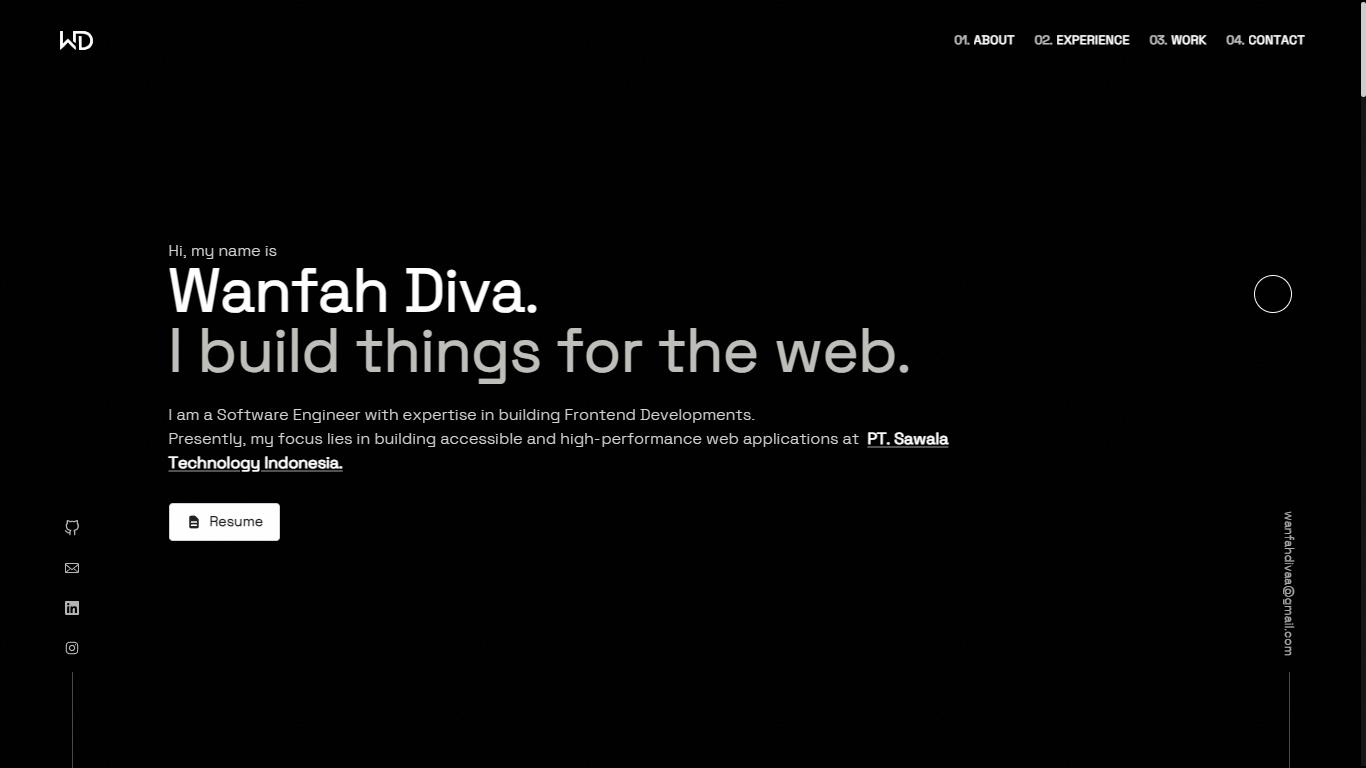 WD
01. ABOUT 02. EXPERIENCE 03. WORK 04. CONTACT
Hi, my name is
Wanfah Diva.
I build things for the web.
I am a Software Engineer with expertise in building Frontend Developments.
Presently, my focus lies in building accessible and high-performance web applications at PT. Sawala
Technology Indonesia.
Resume
in
wanfahdivaa@gmail.com